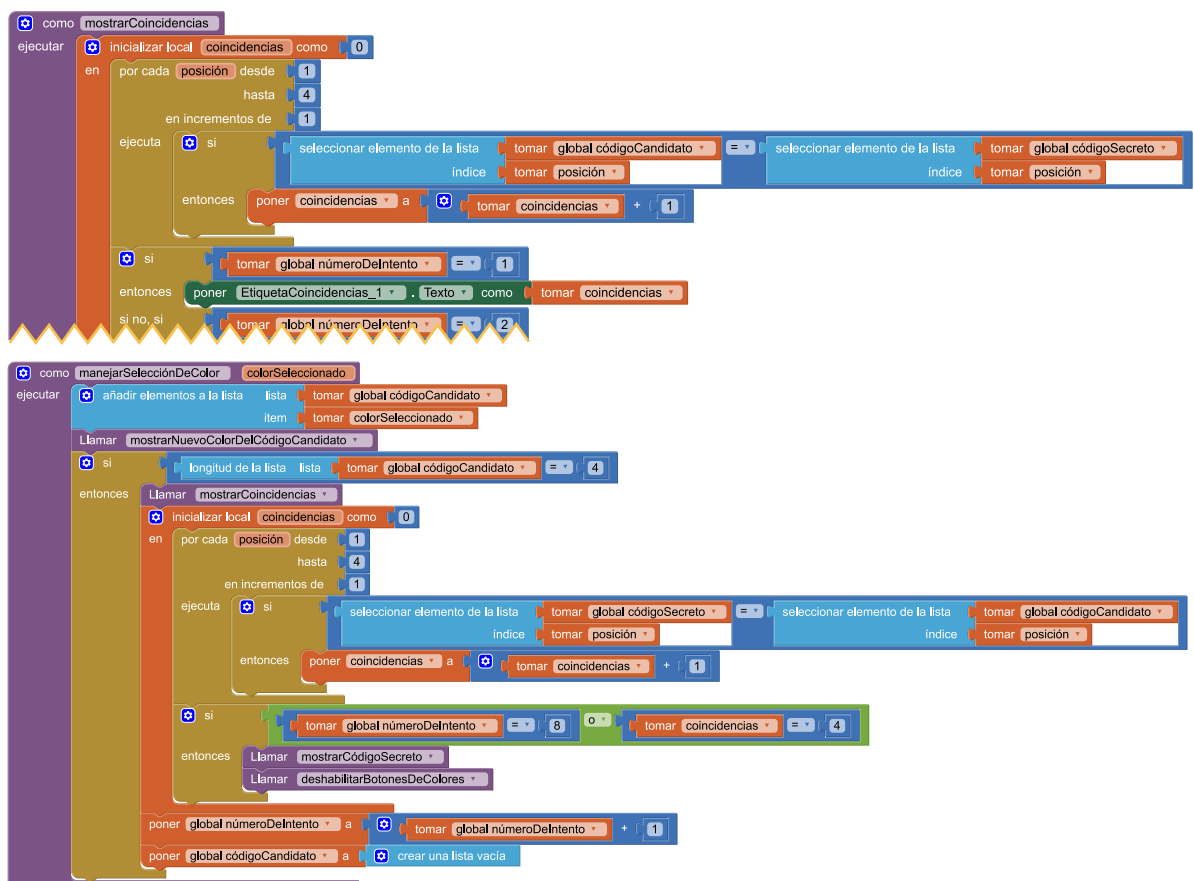 como mostrarCoincidencias
ejecutar inicializar local coincidencias como 0
en por cada posición desde 1
hasta 4
en incrementos de 1
ejecuta si seleccionar elemento de la lista tomar global códigoCandidato = seleccionar elemento de la lista tomar global códigoSecreto
índice tomar posición índice tomar posición
entonces poner coincidencias a tomar coincidencias + 1
si tomar global númeroDeIntento = 1
entonces poner EtiquetaCoincidencias_1 . Texto como tomar coincidencias
si no, si tomar global númeroDeIntento = 2
como manejarSelecciónDeColor colorSeleccionado
ejecutar añadir elementos a la lista lista tomar global códigoCandidato
item tomar colorSeleccionado
Llamar mostrarNuevoColorDelCódigoCandidato
si longitud de la lista lista tomar global códigoCandidato = 4
entonces Llamar mostrarCoincidencias
inicializar local coincidencias como 0
en por cada posición desde 1
hasta 4
en incrementos de 1
ejecuta si seleccionar elemento de la lista tomar global códigoSecreto = seleccionar elemento de la lista tomar global códigoCandidato
índice tomar posición índice tomar posición
entonces poner coincidencias a tomar coincidencias + 1
si tomar global númeroDeIntento = 8 o tomar coincidencias = 4
entonces Llamar mostrarCódigoSecreto
Llamar deshabilitarBotonesDeColores
poner global númeroDeIntento a tomar global númeroDeIntento + 1
poner global códigoCandidato a crear una lista vacía